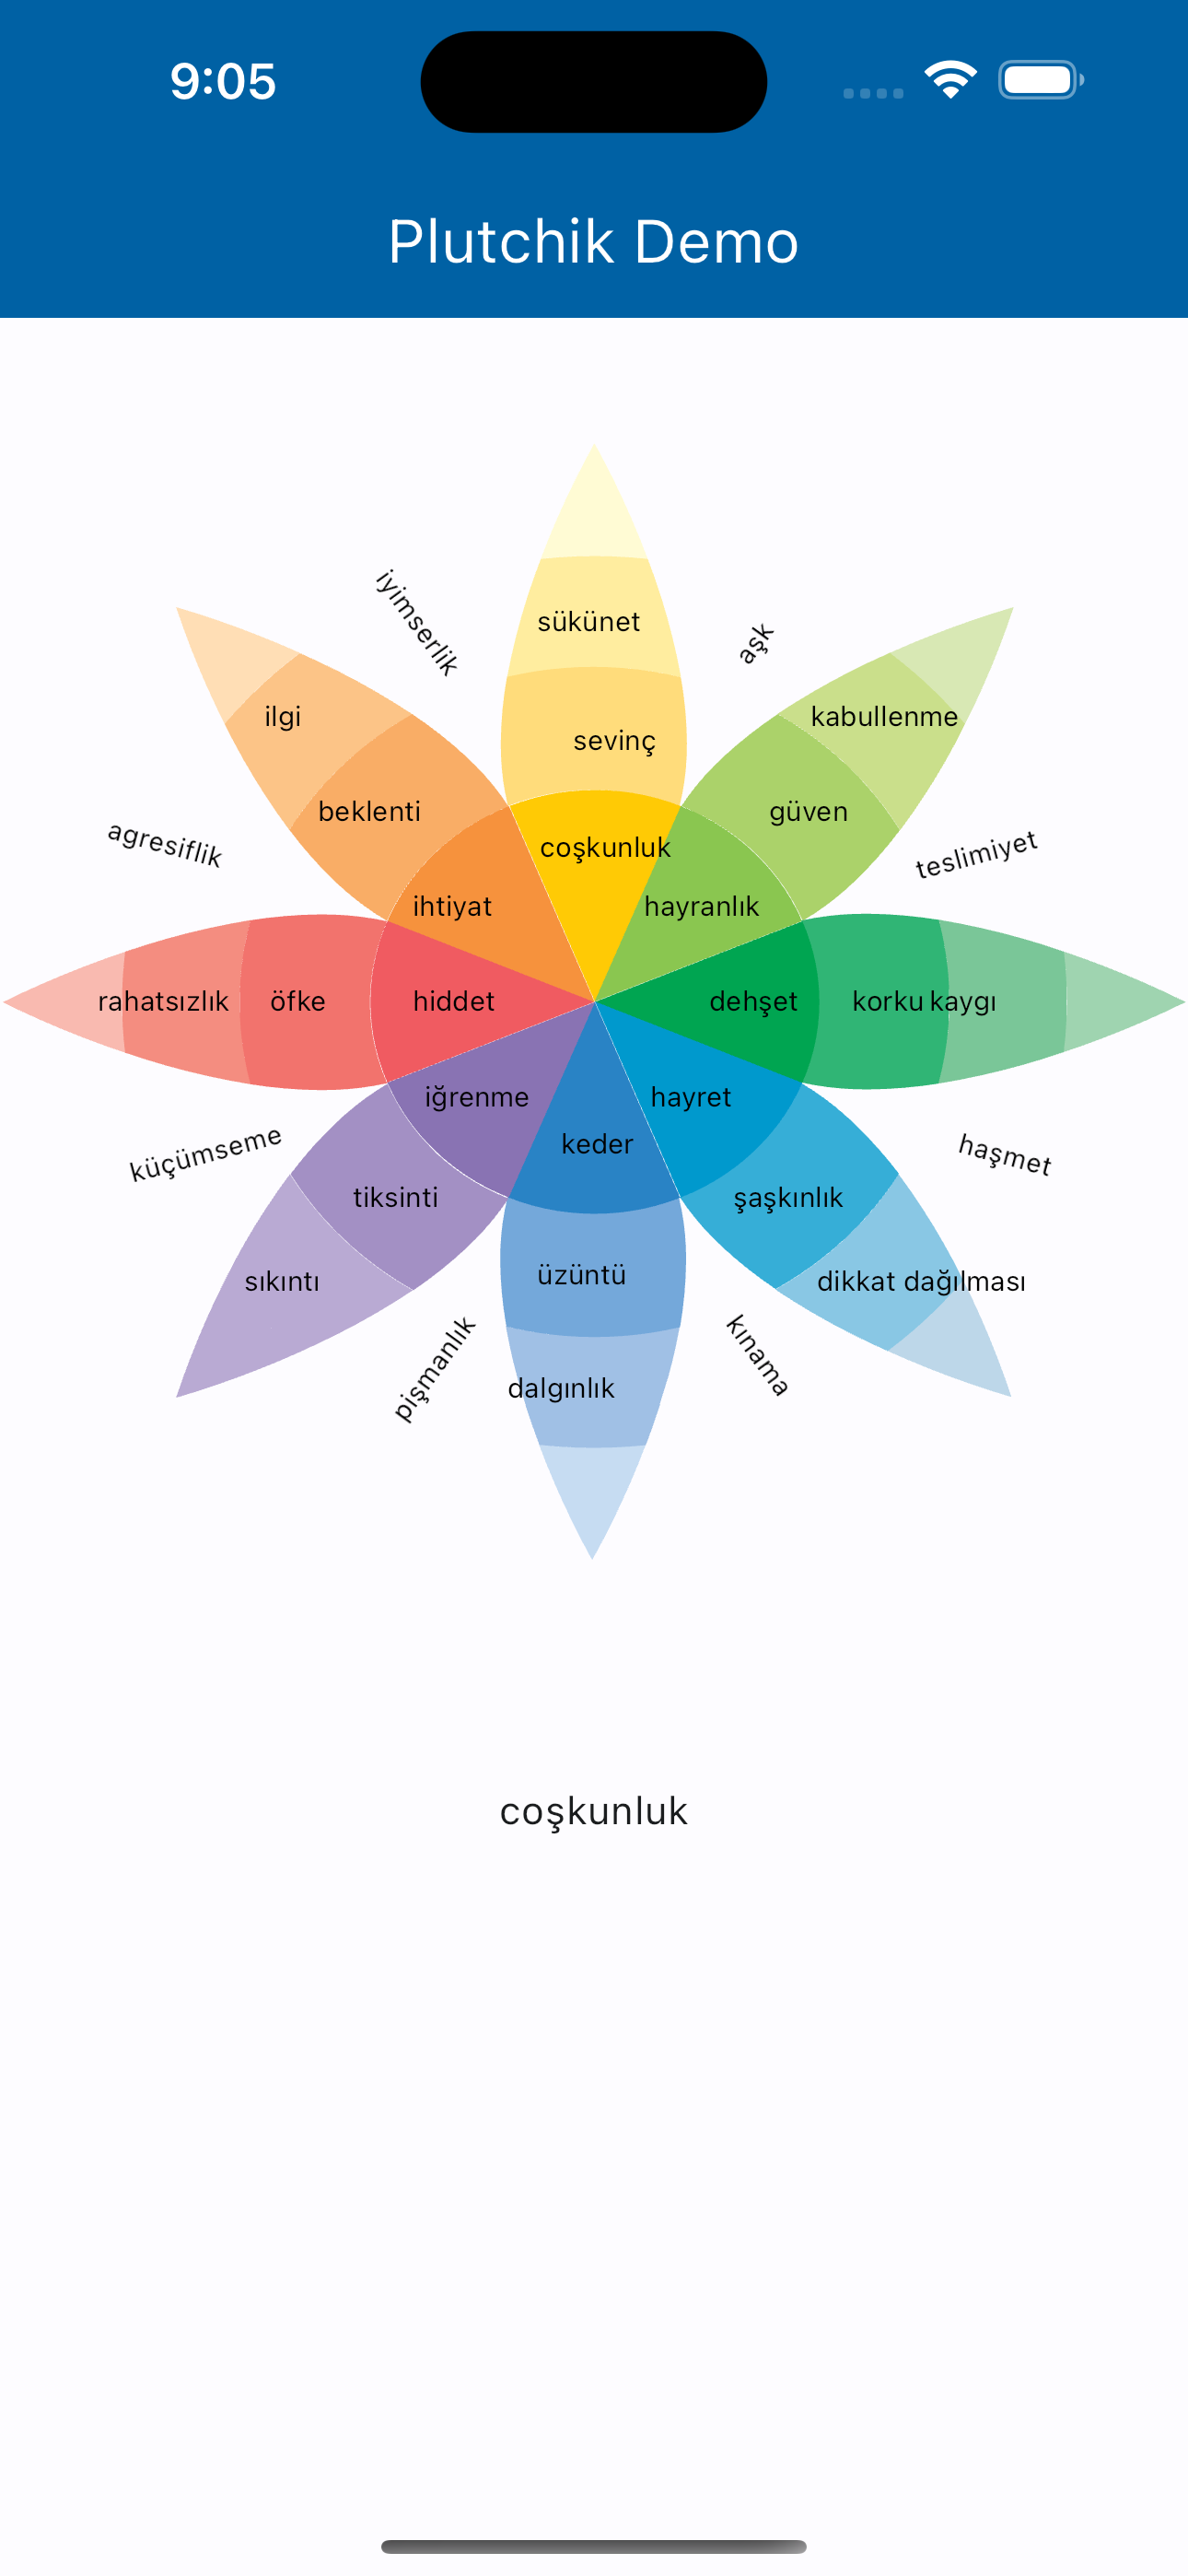 9:05
Plutchik Demo
iyimserlik
sükünet
aşk
ilgi
kabullenme
sevinç
beklenti
güven
agresiflik
coşkunluk
teslimiyet
ihtiyat
hayranlık
rahatsızlık öfke hiddet dehşet korku kaygı
iğrenme
hayret
küçümseme
keder
haşmet
tiksinti
şaşkınlık
sıkıntı
üzüntü
dikkat dağılması
pişmanlık
dalgınlık
kınama
coşkunluk